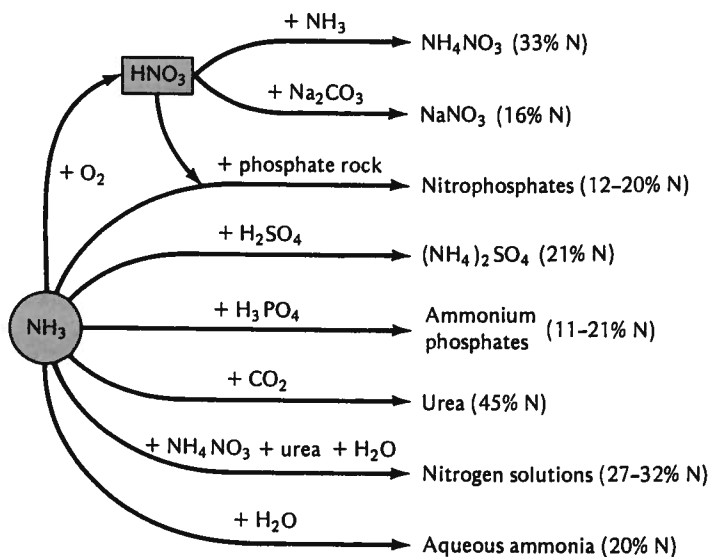 + NH₃
NH₄NO₃ (33% N)
HNO₃
+ Na₂CO₃
NaNO₃ (16% N)
+ O₂
+ phosphate rock
Nitrophosphates (12–20% N)
+ H₂SO₄
(NH₄)₂SO₄ (21% N)
NH₃
+ H₃PO₄
Ammonium
phosphates (11–21% N)
+ CO₂
Urea (45% N)
+ NH₄NO₃ + urea + H₂O
Nitrogen solutions (27–32% N)
+ H₂O
Aqueous ammonia (20% N)